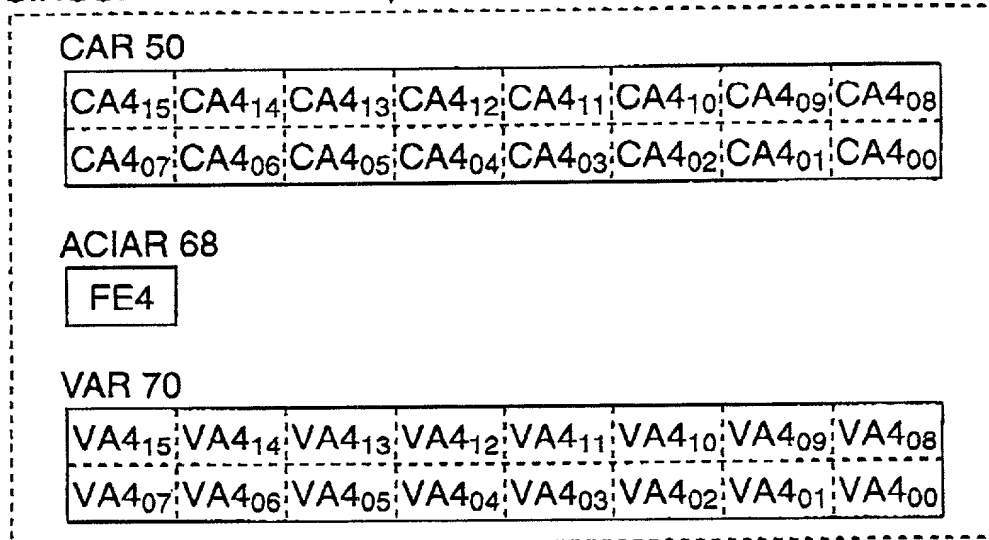 CAR 50
CA4₁₅ CA4₁₄ CA4₁₃ CA4₁₂ CA4₁₁ CA4₁₀ CA4₀₉ CA4₀₈
CA4₀₇ CA4₀₆ CA4₀₅ CA4₀₄ CA4₀₃ CA4₀₂ CA4₀₁ CA4₀₀
ACIAR 68
FE4
VAR 70
VA4₁₅ VA4₁₄ VA4₁₃ VA4₁₂ VA4₁₁ VA4₁₀ VA4₀₉ VA4₀₈
VA4₀₇ VA4₀₆ VA4₀₅ VA4₀₄ VA4₀₃ VA4₀₂ VA4₀₁ VA4₀₀